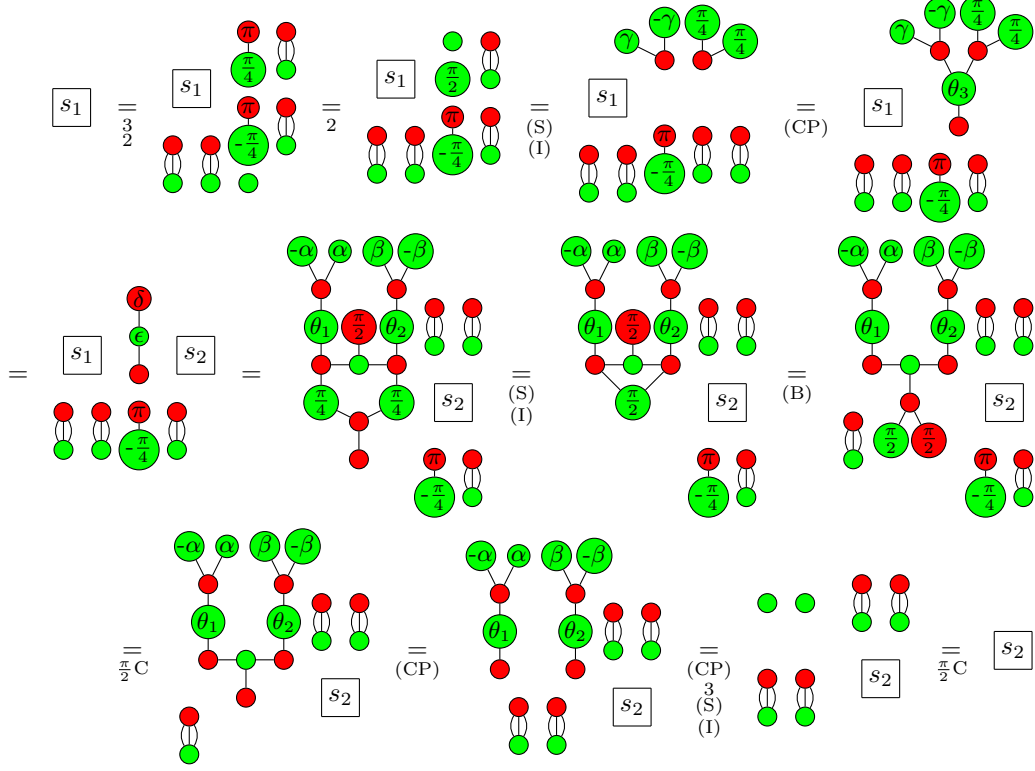 π
-γ π/4
γ π/4
-γ π/4
γ π/4
s₁ = 3 2 s₁ π/4 = 2 s₁ π/2 = (S) (I) s₁ = (CP) s₁ θ₃
π -π/4
π -π/4
π -π/4
π -π/4
-α α β -β
-α α β -β
-α α β -β
δ
ϵ
= s₁ s₂ = θ₁ π/2 θ₂ = (S) (I) θ₁ π/2 θ₂ = (B) θ₁ θ₂
π/4 π/4 s₂
π/2 s₂
π/2 π/2 s₂
π -π/4
π -π/4
π -π/4
π -π/4
-α α β -β
-α α β -β
= π/2 C θ₁ θ₂ s₂ = (CP) θ₁ θ₂ s₂ = (CP) 3 (S) (I) s₂ = π/2 C s₂